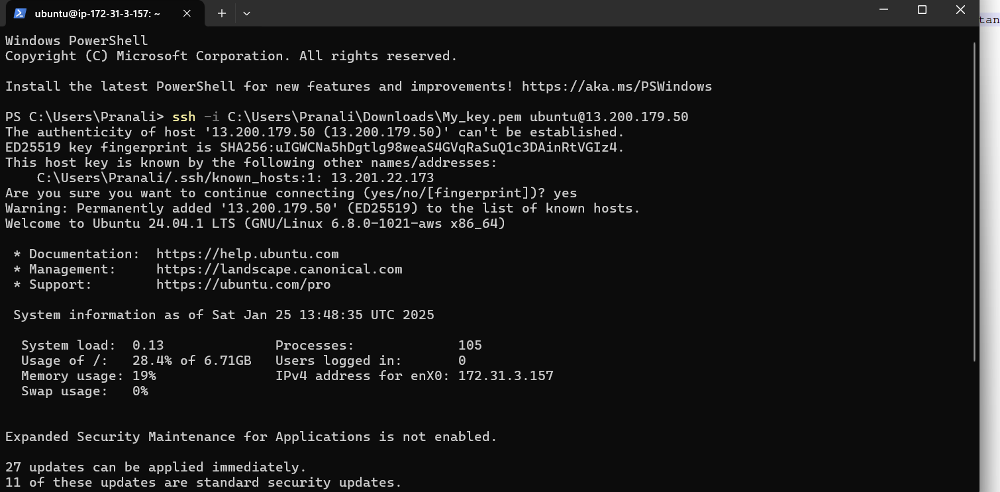 ubuntu@ip-172-31-3-157: ~
tan
Windows PowerShell
Copyright (C) Microsoft Corporation. All rights reserved.
Install the latest PowerShell for new features and improvements! https://aka.ms/PSWindows
PS C:\Users\Pranali> ssh -i C:\Users\Pranali\Downloads\My_key.pem ubuntu@13.200.179.50
The authenticity of host '13.200.179.50 (13.200.179.50)' can't be established.
ED25519 key fingerprint is SHA256:uIGWCNa5hDgtlg98weaS4GVqRaSuQ1c3DAinRtVGIz4.
This host key is known by the following other names/addresses:
    C:\Users\Pranali/.ssh/known_hosts:1: 13.201.22.173
Are you sure you want to continue connecting (yes/no/[fingerprint])? yes
Warning: Permanently added '13.200.179.50' (ED25519) to the list of known hosts.
Welcome to Ubuntu 24.04.1 LTS (GNU/Linux 6.8.0-1021-aws x86_64)
 * Documentation:  https://help.ubuntu.com
 * Management:     https://landscape.canonical.com
 * Support:        https://ubuntu.com/pro
 System information as of Sat Jan 25 13:48:35 UTC 2025
  System load:  0.13              Processes:             105
  Usage of /:   28.4% of 6.71GB   Users logged in:       0
  Memory usage: 19%               IPv4 address for enX0: 172.31.3.157
  Swap usage:   0%
Expanded Security Maintenance for Applications is not enabled.
27 updates can be applied immediately.
11 of these updates are standard security updates.